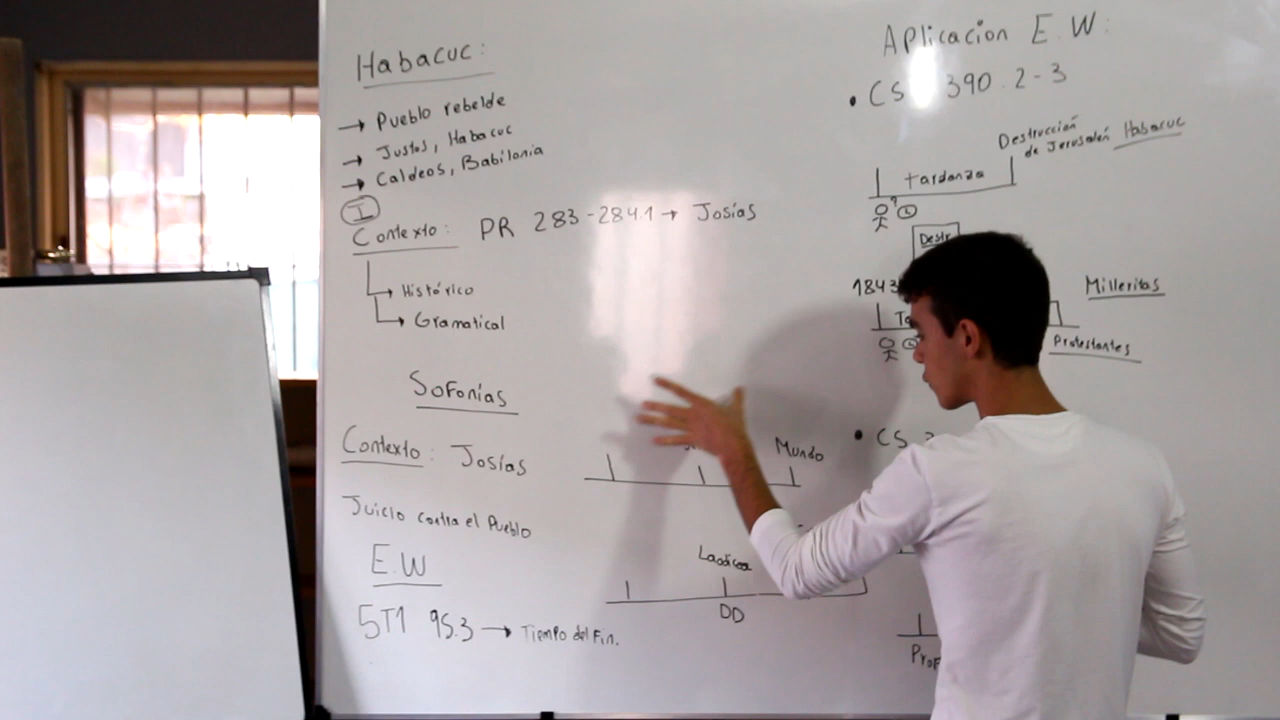 Habacuc:
→ Pueblo rebelde
→ Justos, Habacuc
→ Caldeos, Babilonia
I
Contexto: PR 283-284.1 → Josías
→ Histórico
→ Gramatical
Sofonías
Contexto: Josías
Juicio contra el Pueblo
E.W
5T1 95.3 → Tiempo del Fin.
Mundo
Laodicea
DD
Aplicacion E.W:
• CS 390.2-3
Destrucción
de Jerusalén Habacuc
Tardanza
Destr
1843
Milleritas
Protestantes
• CS